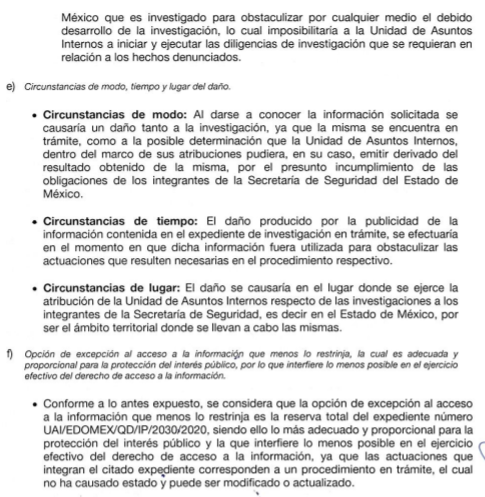 México que es investigado para obstaculizar por cualquier medio el debido
desarrollo de la investigación, lo cual imposibilitaría a la Unidad de Asuntos
Internos a iniciar y ejecutar las diligencias de investigación que se requieran en
relación a los hechos denunciados.
e) Circunstancias de modo, tiempo y lugar del daño.
• Circunstancias de modo: Al darse a conocer la información solicitada se
causaría un daño tanto a la investigación, ya que la misma se encuentra en
trámite, como a la posible determinación que la Unidad de Asuntos Internos,
dentro del marco de sus atribuciones pudiera, en su caso, emitir derivado del
resultado obtenido de la misma, por el presunto incumplimiento de las
obligaciones de los integrantes de la Secretaría de Seguridad del Estado de
México.
• Circunstancias de tiempo: El daño producido por la publicidad de la
información contenida en el expediente de investigación en trámite, se efectuaría
en el momento en que dicha información fuera utilizada para obstaculizar las
actuaciones que resulten necesarias en el procedimiento respectivo.
• Circunstancias de lugar: El daño se causaría en el lugar donde se ejerce la
atribución de la Unidad de Asuntos Internos respecto de las investigaciones a los
integrantes de la Secretaría de Seguridad, es decir en el Estado de México, por
ser el ámbito territorial donde se llevan a cabo las mismas.
f) Opción de excepción al acceso a la información que menos lo restrinja, la cual es adecuada y
proporcional para la protección del interés público, por lo que interfiere lo menos posible en el ejercicio
efectivo del derecho de acceso a la información.
• Conforme a lo antes expuesto, se considera que la opción de excepción al acceso
a la información que menos lo restrinja es la reserva total del expediente número
UAI/EDOMEX/QD/IP/2030/2020, siendo ello lo más adecuado y proporcional para la
protección del interés público y la que interfiere lo menos posible en el ejercicio
efectivo del derecho de acceso a la información, ya que las actuaciones que
integran el citado expediente corresponden a un procedimiento en trámite, el cual
no ha causado estado y puede ser modificado o actualizado.